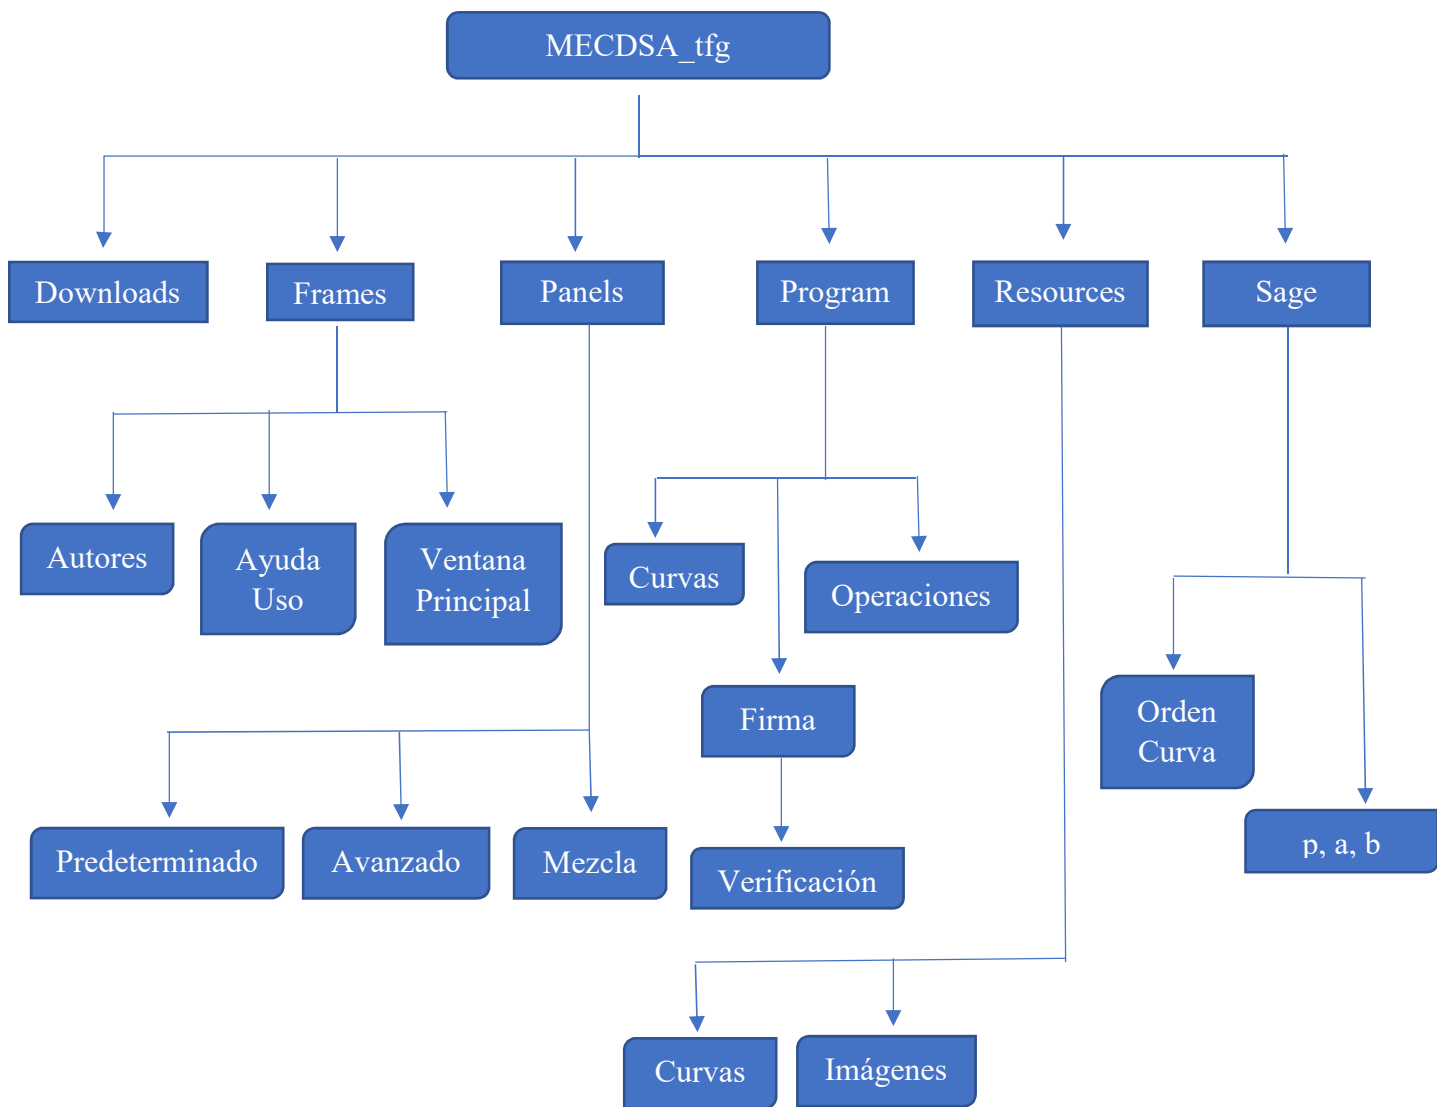 MECDSA_tfg
Downloads
Frames
Panels
Program
Resources
Sage
Autores
Ayuda
Uso
Ventana
Principal
Curvas
Operaciones
Firma
Orden
Curva
Predeterminado
Avanzado
Mezcla
Verificación
p, a, b
Curvas
Imágenes